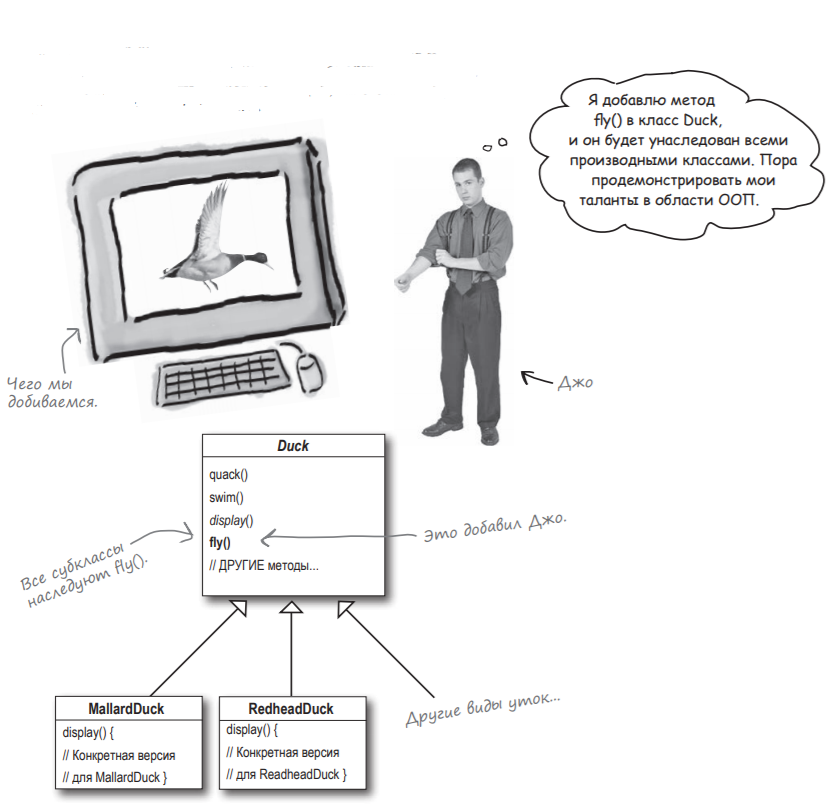 Я добавлю метод
fly() в класс Duck,
и он будет унаследован всеми
производными классами. Пора
продемонстрировать мои
таланты в области ООП.
Чего мы
добиваемся.
Джо
Duck
quack()
swim()
display()
fly()
// ДРУГИЕ методы...
Все субклассы
наследуют fly().
Это добавил Джо.
MallardDuck
display() {
// Конкретная версия
// для MallardDuck }
RedheadDuck
display() {
// Конкретная версия
// для ReadheadDuck }
Другие виды уток...